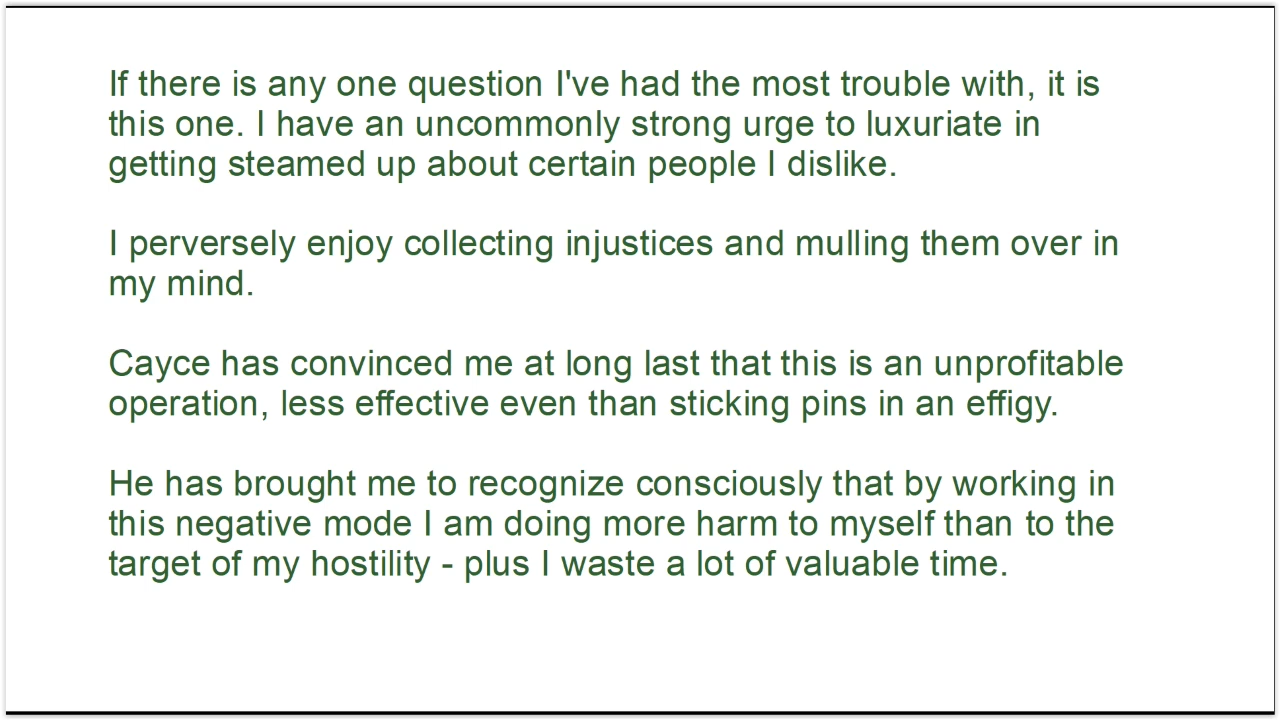 If there is any one question I've had the most trouble with, it is
this one. I have an uncommonly strong urge to luxuriate in
getting steamed up about certain people I dislike.
I perversely enjoy collecting injustices and mulling them over in
my mind.
Cayce has convinced me at long last that this is an unprofitable
operation, less effective even than sticking pins in an effigy.
He has brought me to recognize consciously that by working in
this negative mode I am doing more harm to myself than to the
target of my hostility - plus I waste a lot of valuable time.